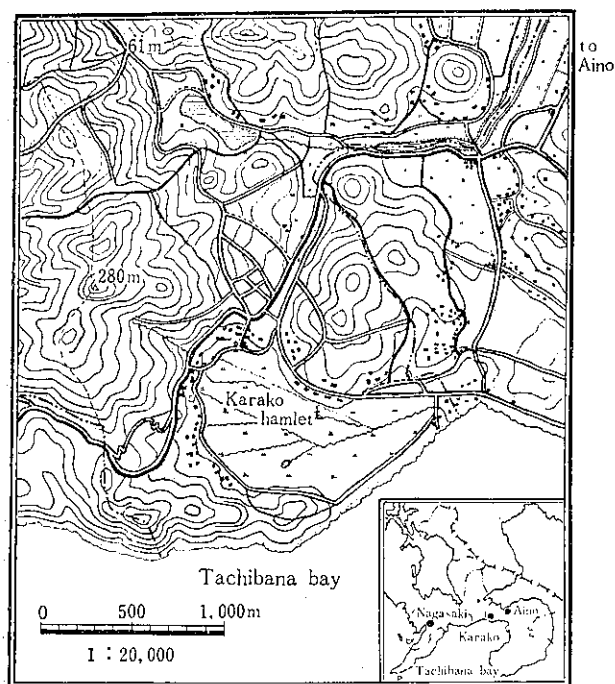 61m
to
Aino
280m
Karako
hamlet
Tachibana bay
0 500 1,000m
1 : 20,000
Nagasaki
Aino
Karako
Tachibana bay